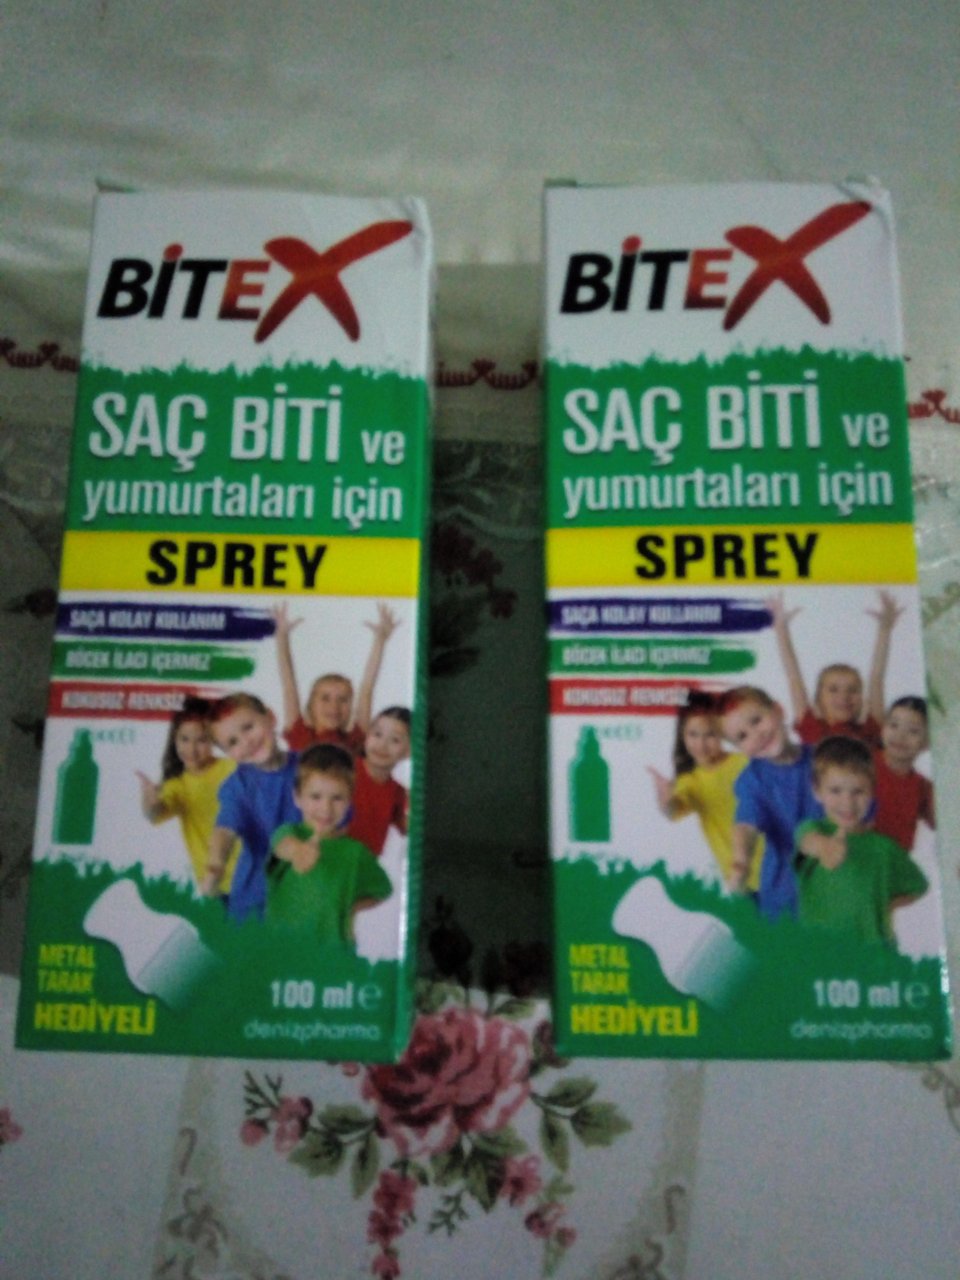 BİTEX
SAÇ BİTİ ve
yumurtaları için
SPREY
SAÇA KOLAY KULLANIM
BÖCEK İLACI İÇERMEZ
KOKUSUZ RENKSİZ
METAL
TARAK
HEDİYELİ
100 ml e
denizpharma
BİTEX
SAÇ BİTİ ve
yumurtaları için
SPREY
SAÇA KOLAY KULLANIM
BÖCEK İLACI İÇERMEZ
KOKUSUZ RENKSİZ
METAL
TARAK
HEDİYELİ
100 ml e
denizpharma